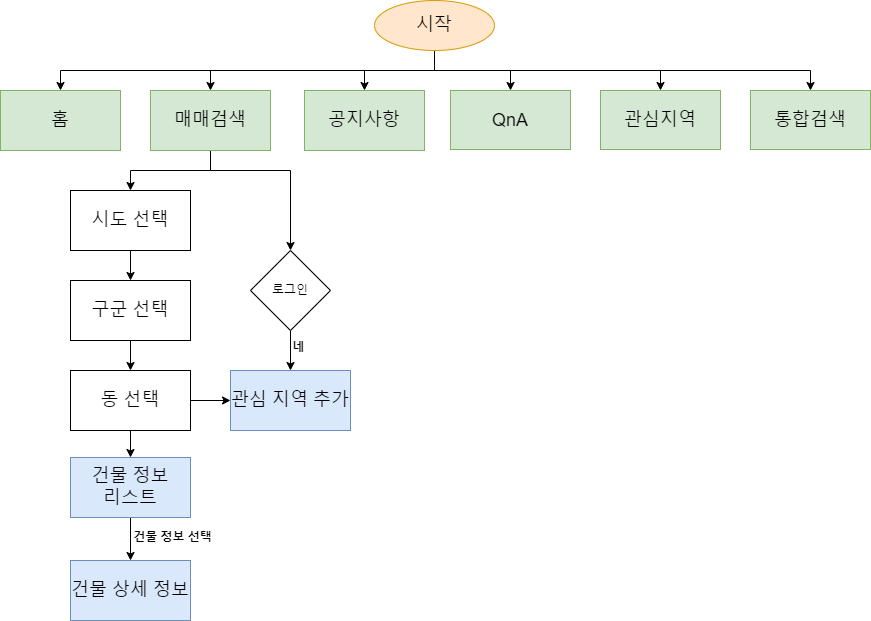 시작
홈
매매검색
공지사항
QnA
관심지역
통합검색
시도 선택
구군 선택
로그인
네
동 선택
관심 지역 추가
건물 정보
리스트
건물 정보 선택
건물 상세 정보